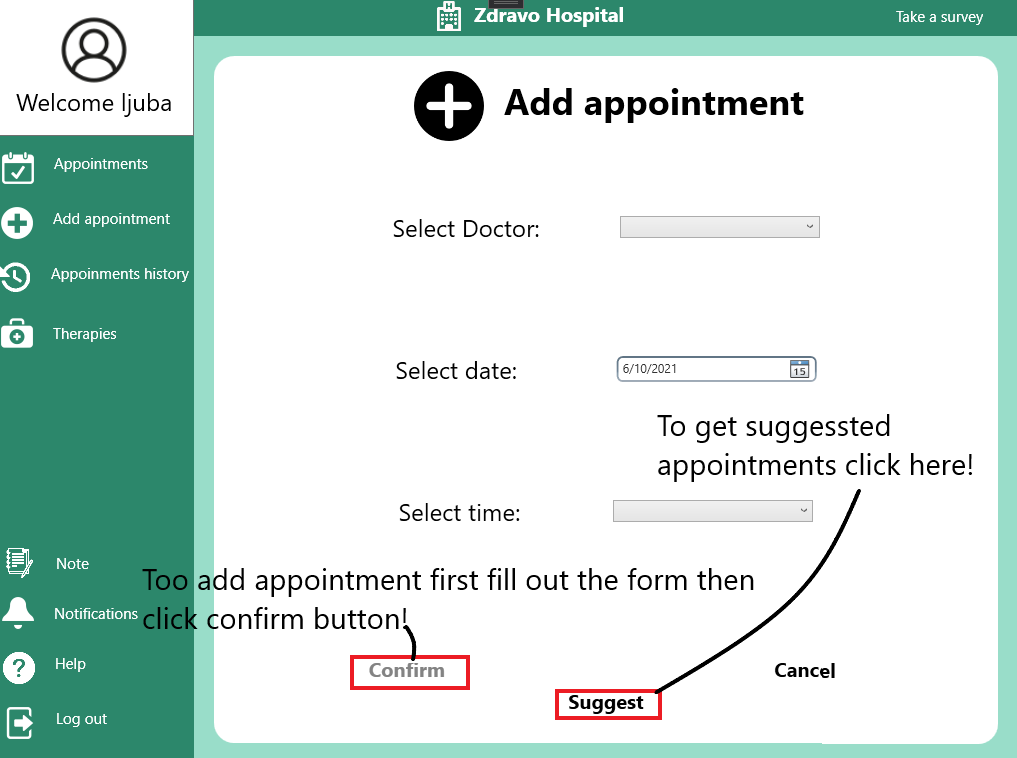 Zdravo Hospital
Take a survey
Welcome ljuba
Appointments
Add appointment
Appoinments history
Therapies
Note
Notifications
Help
Log out
Add appointment
Select Doctor:
Select date:
6/10/2021
15
To get suggessted
appointments click here!
Select time:
Too add appointment first fill out the form then
click confirm button!
Confirm
Cancel
Suggest